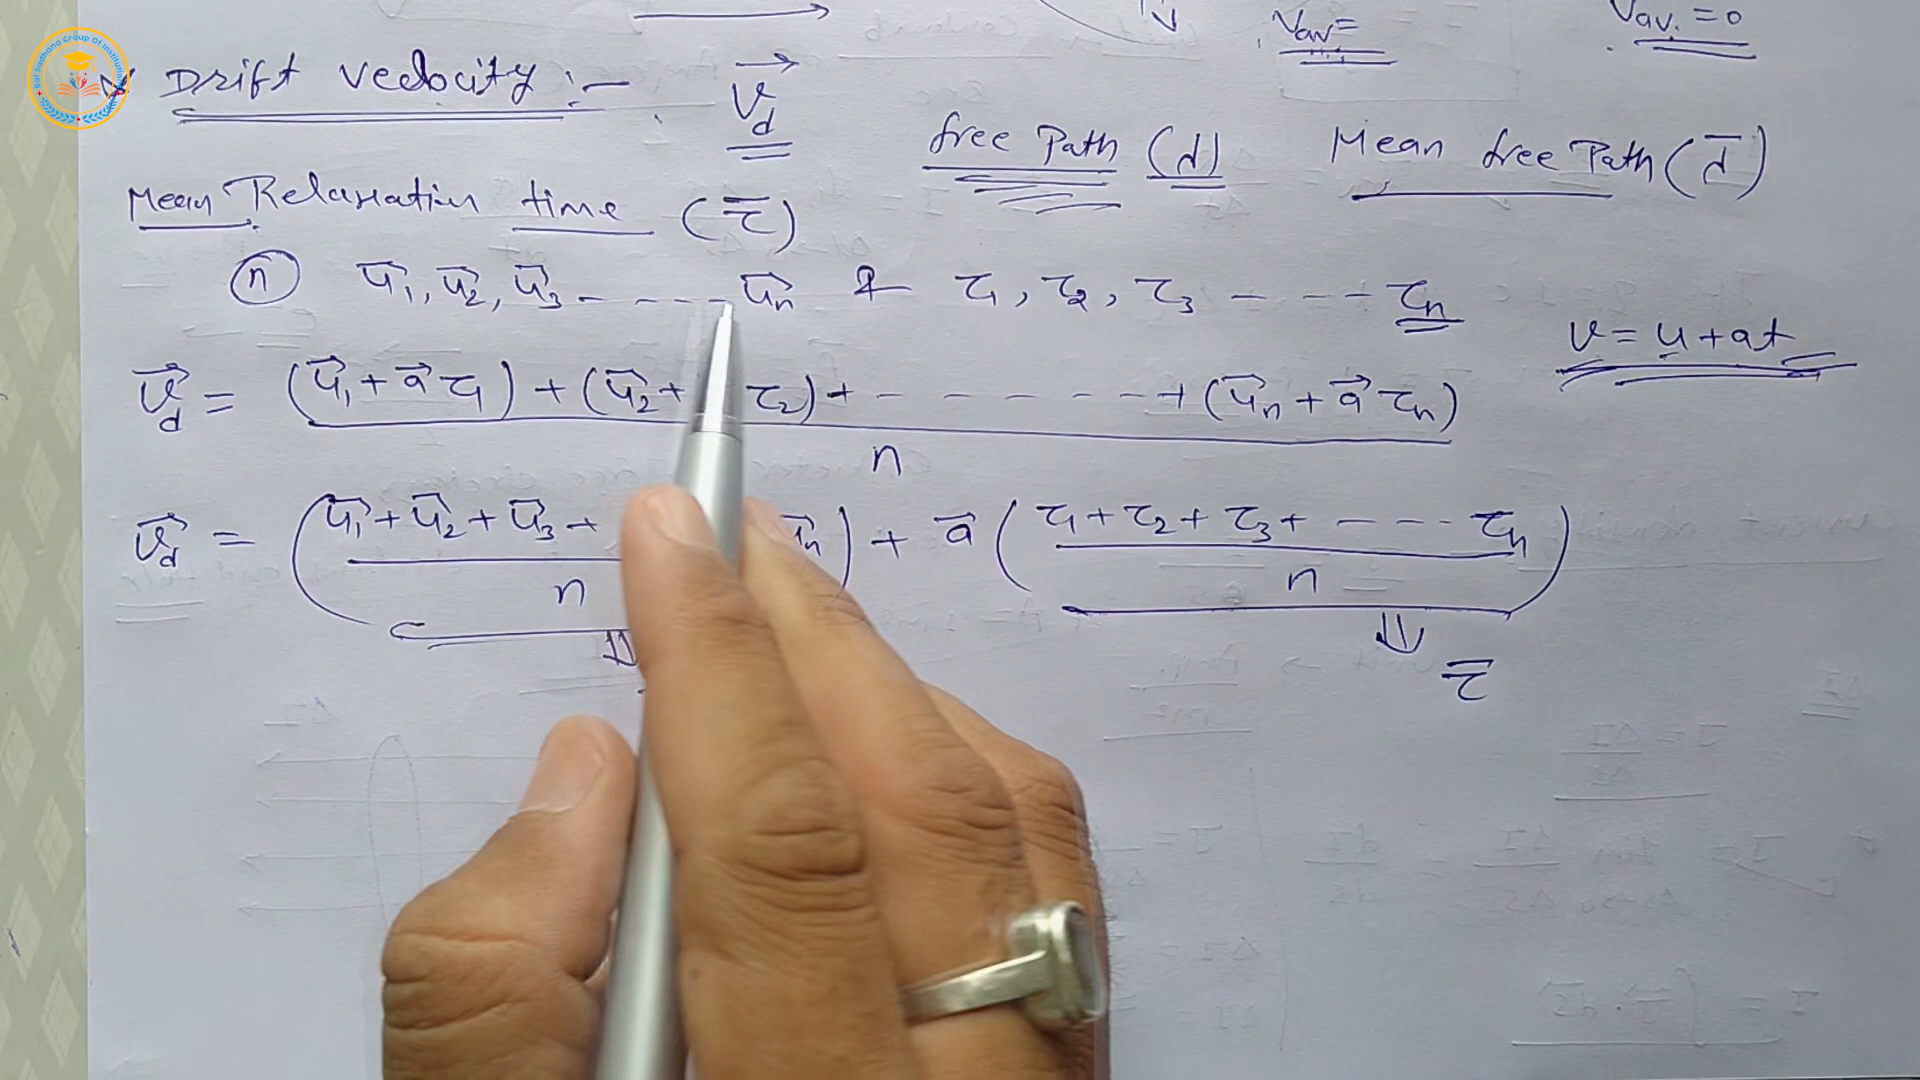 Vav =
Vav. = 0
Drift velocity :-
V⃗d
free Path (d)
Mean free Path (d̄)
Mean Relaxation time (τ̄)
n u⃗1, u⃗2, u⃗3 - - - - u⃗n & τ1, τ2, τ3 - - - - τn
v = u + at
v⃗d = (u⃗1 + a⃗ τ1) + (u⃗2 + τ2) + - - - - - + (u⃗n + a⃗ τn)
n
v⃗d = (u⃗1 + u⃗2 + u⃗3 + u⃗n) + a⃗ (τ1 + τ2 + τ3 + - - - - τn)
n n
τ̄